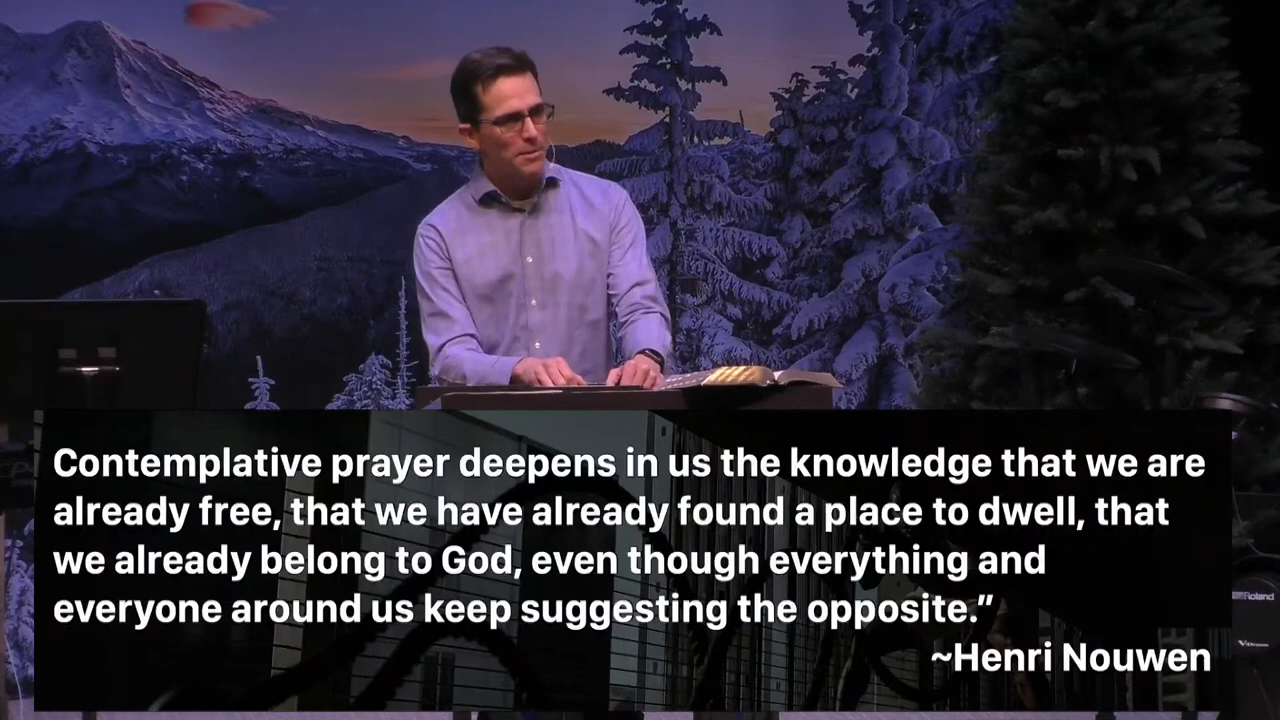 Contemplative prayer deepens in us the knowledge that we are
already free, that we have already found a place to dwell, that
we already belong to God, even though everything and
everyone around us keep suggesting the opposite.”
~Henri Nouwen
Roland